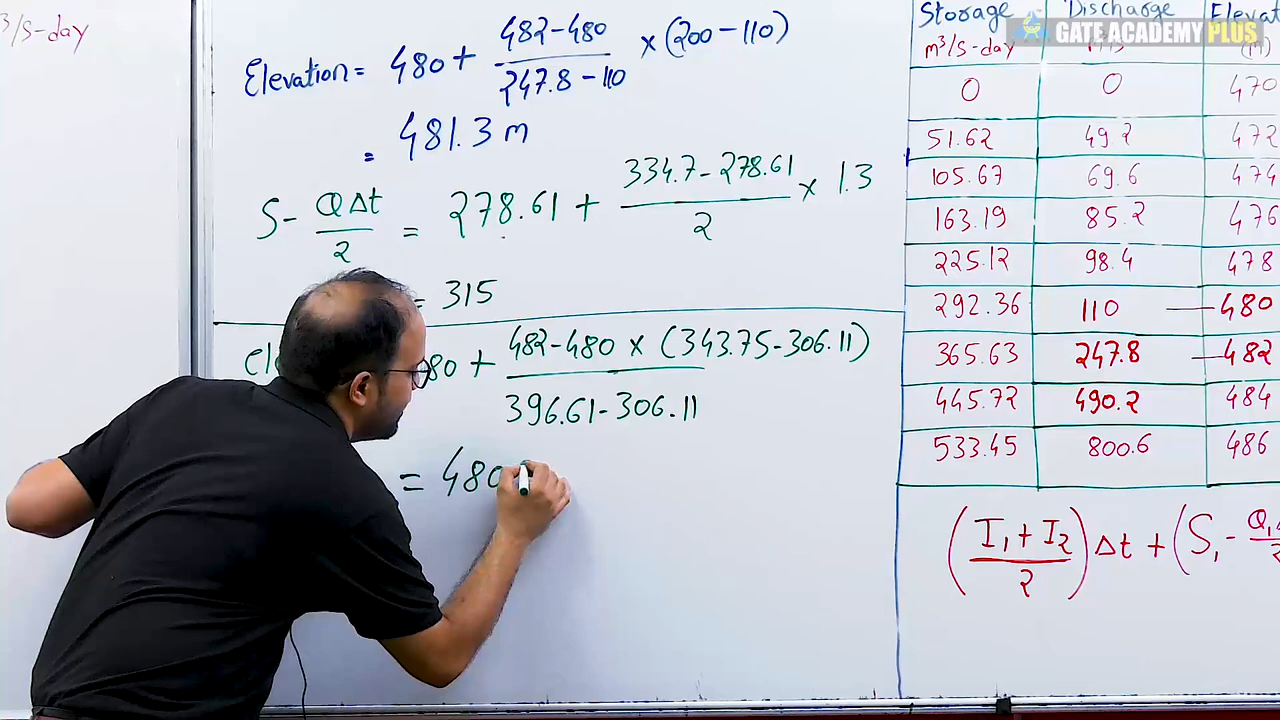 ³/s-day
Elevation = 480 + (482-480)/(247.8-110) × (200-110)
= 481.3 m
S - QΔt/2 = 278.61 + (334.7-278.61)/2 × 1.3
= 315
80 + (482-480 × (343.75-306.11))/(396.61-306.11)
= 480
GATE ACADEMY PLUS
Storage Discharge Elevat
m³/s-day (m)
0 0 470
51.62 49.2 472
105.67 69.6 474
163.19 85.2 476
225.12 98.4 478
292.36 110 480
365.63 247.8 482
445.72 490.2 484
533.45 800.6 486
((I₁ + I₂)/2) Δt + (S₁ - Q₁Δ/2